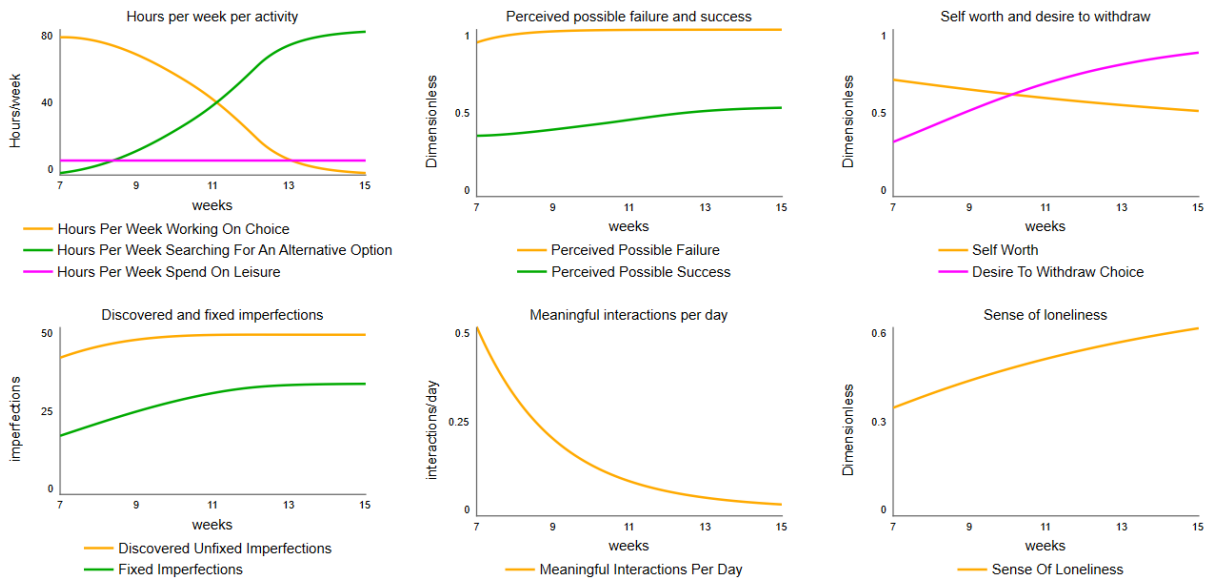 Hours per week per activity
80
40
0
Hours/week
7 9 11 13 15
weeks
Hours Per Week Working On Choice
Hours Per Week Searching For An Alternative Option
Hours Per Week Spend On Leisure
Perceived possible failure and success
1
0.5
0
Dimensionless
7 9 11 13 15
weeks
Perceived Possible Failure
Perceived Possible Success
Self worth and desire to withdraw
1
0.5
0
Dimensionless
7 9 11 13 15
weeks
Self Worth
Desire To Withdraw Choice
Discovered and fixed imperfections
50
25
0
imperfections
7 9 11 13 15
weeks
Discovered Unfixed Imperfections
Fixed Imperfections
Meaningful interactions per day
0.5
0.25
0
interactions/day
7 9 11 13 15
weeks
Meaningful Interactions Per Day
Sense of loneliness
0.6
0.3
0
Dimensionless
7 9 11 13 15
weeks
Sense Of Loneliness